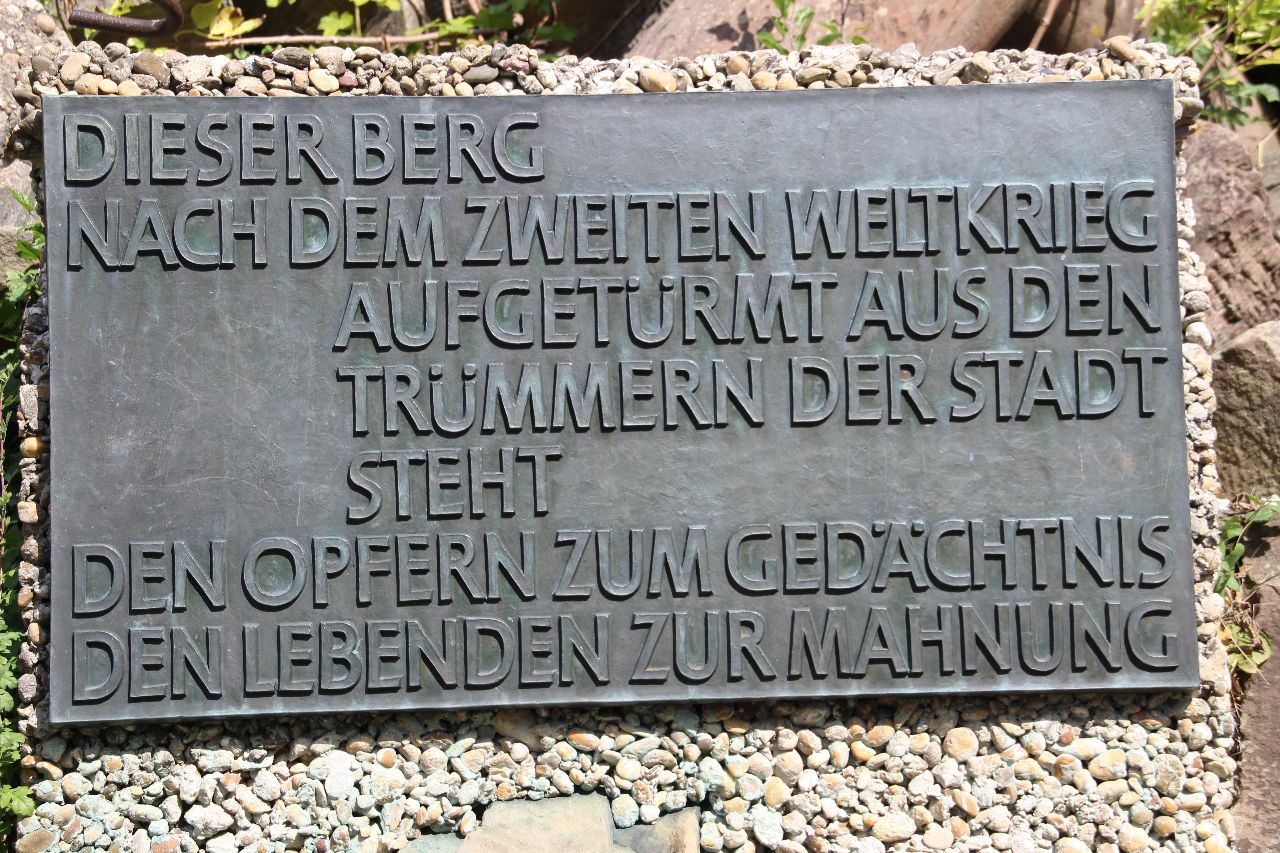 DIESER BERG
NACH DEM ZWEITEN WELTKRIEG
AUFGETÜRMT AUS DEN
TRÜMMERN DER STADT
STEHT
DEN OPFERN ZUM GEDÄCHTNIS
DEN LEBENDEN ZUR MAHNUNG